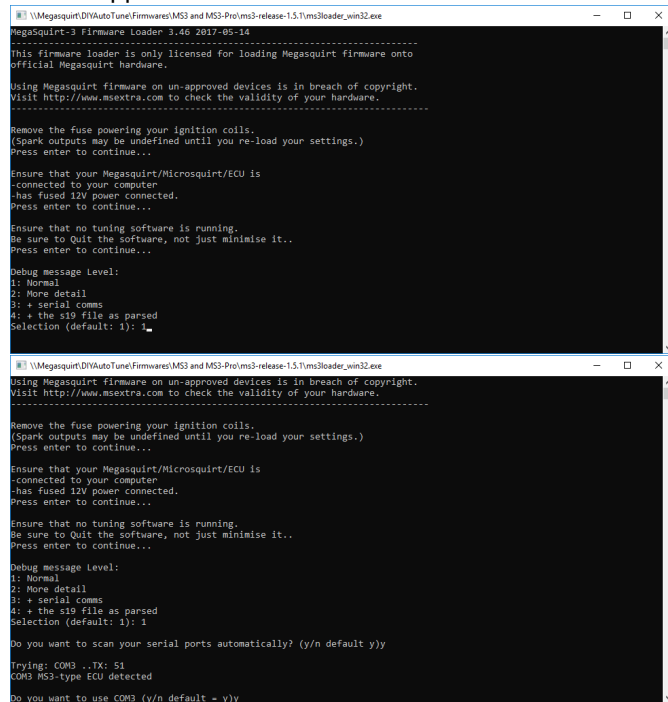 \\Megasquirt\DIYAutoTune\Firmwares\MS3 and MS3-Pro\ms3-release-1.5.1\ms3loader_win32.exe
MegaSquirt-3 Firmware Loader 3.46 2017-05-14
-----------------------------------------------------------------------
This firmware loader is only licensed for loading Megasquirt firmware onto
official Megasquirt hardware.
Using Megasquirt firmware on un-approved devices is in breach of copyright.
Visit http://www.msextra.com to check the validity of your hardware.
-------------------------------------------------------------------------
Remove the fuse powering your ignition coils.
(Spark outputs may be undefined until you re-load your settings.)
Press enter to continue...
Ensure that your Megasquirt/Microsquirt/ECU is
-connected to your computer
-has fused 12V power connected.
Press enter to continue...
Ensure that no tuning software is running.
Be sure to Quit the software, not just minimise it..
Press enter to continue...
Debug message Level:
1: Normal
2: More detail
3: + serial comms
4: + the s19 file as parsed
Selection (default: 1): 1
\\Megasquirt\DIYAutoTune\Firmwares\MS3 and MS3-Pro\ms3-release-1.5.1\ms3loader_win32.exe
Using Megasquirt firmware on un-approved devices is in breach of copyright.
Visit http://www.msextra.com to check the validity of your hardware.
-------------------------------------------------------------------------
Remove the fuse powering your ignition coils.
(Spark outputs may be undefined until you re-load your settings.)
Press enter to continue...
Ensure that your Megasquirt/Microsquirt/ECU is
-connected to your computer
-has fused 12V power connected.
Press enter to continue...
Ensure that no tuning software is running.
Be sure to Quit the software, not just minimise it..
Press enter to continue...
Debug message Level:
1: Normal
2: More detail
3: + serial comms
4: + the s19 file as parsed
Selection (default: 1): 1
Do you want to scan your serial ports automatically? (y/n default y)y
Trying: COM3 ..TX: 51
COM3 MS3-type ECU detected
Do you want to use COM3 (y/n default = y)y